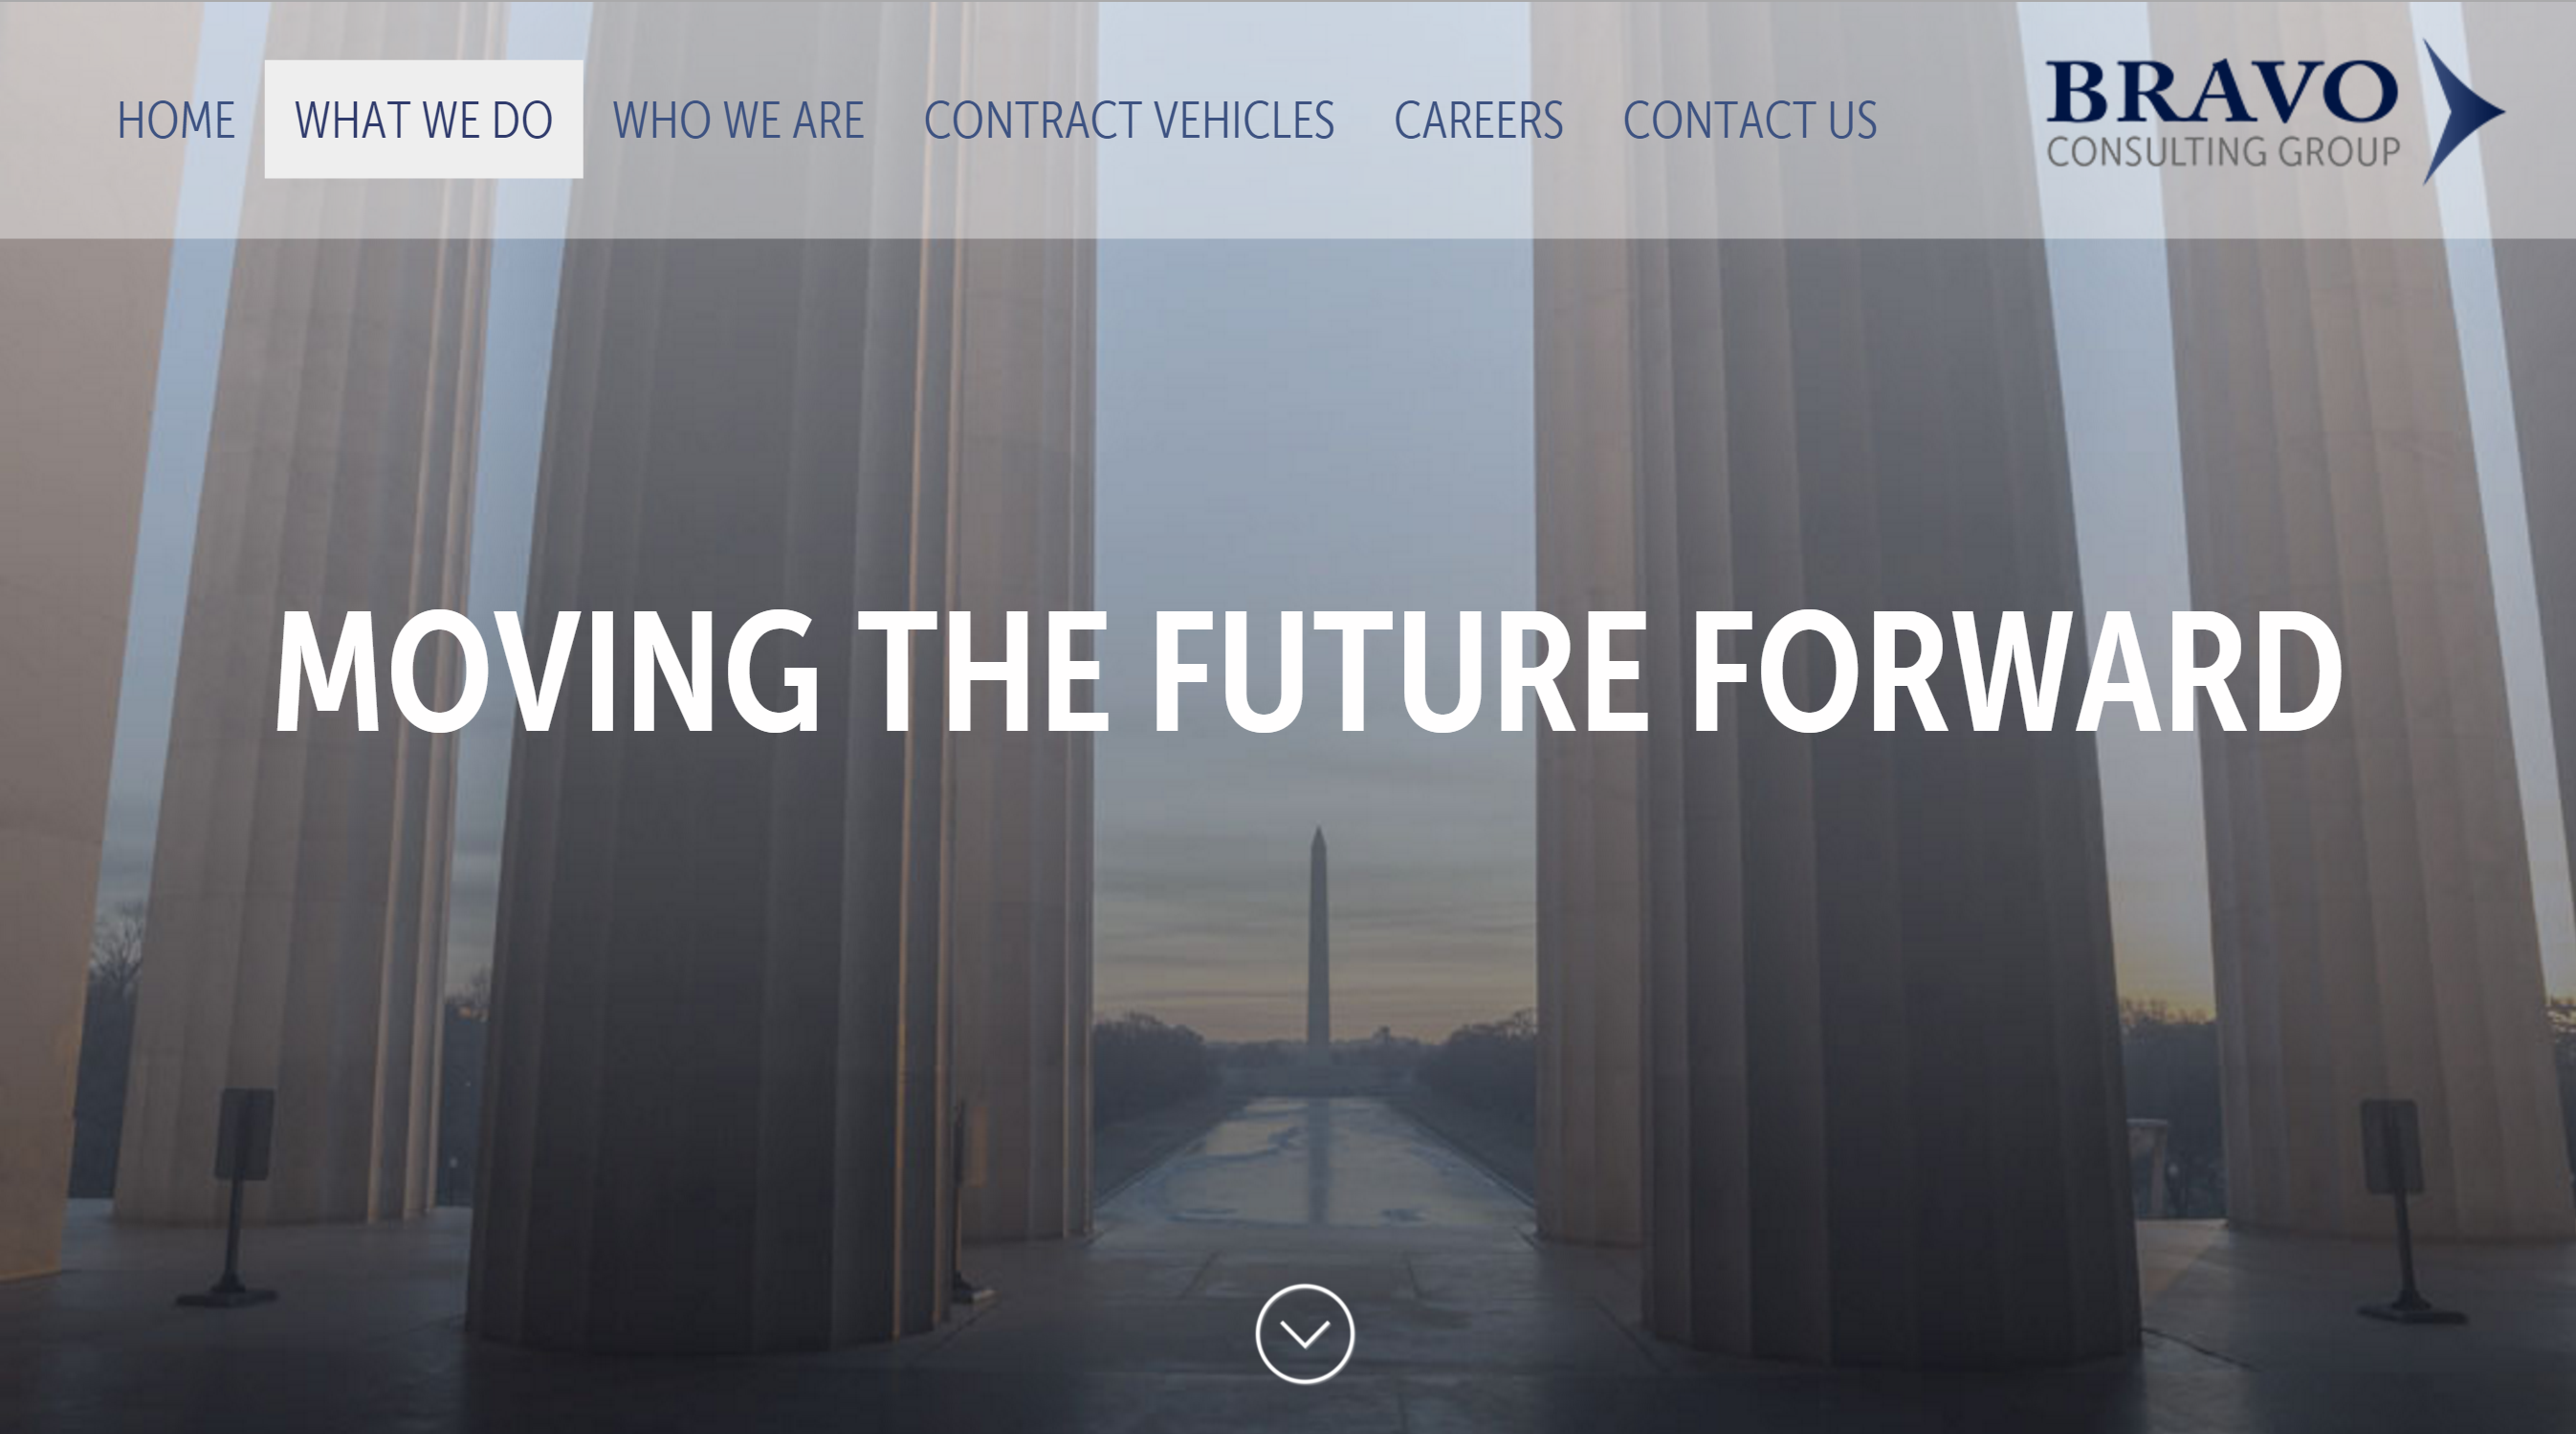 HOME WHAT WE DO WHO WE ARE CONTRACT VEHICLES CAREERS CONTACT US
BRAVO
CONSULTING GROUP
MOVING THE FUTURE FORWARD